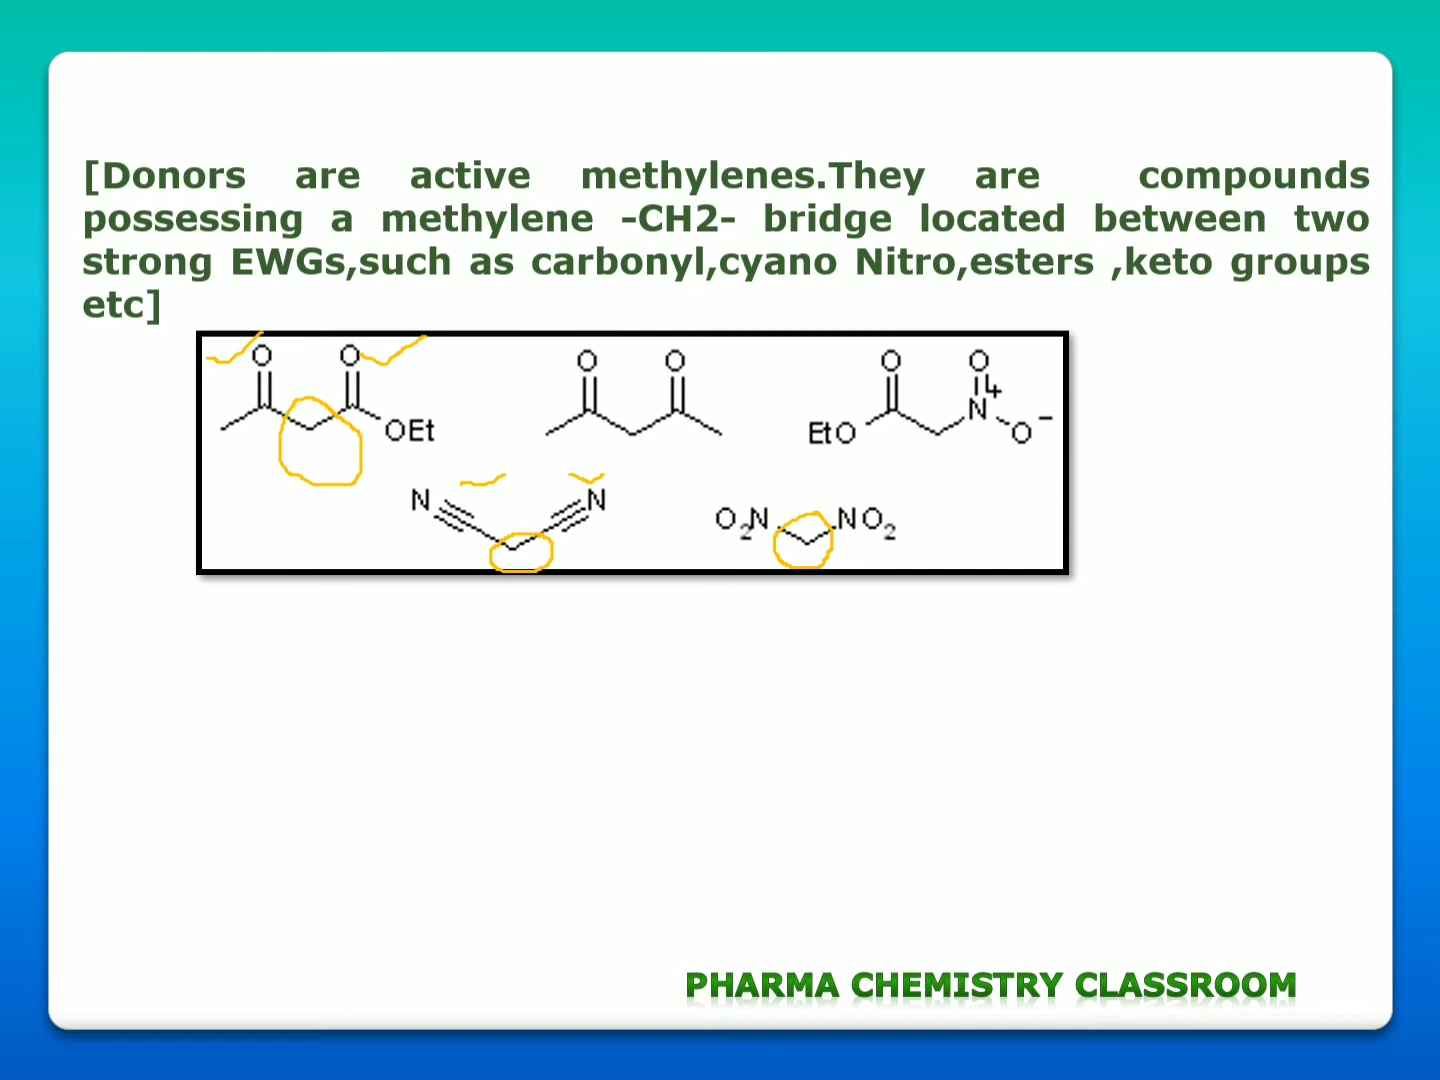 [Donors are active methylenes.They are compounds
possessing a methylene -CH2- bridge located between two
strong EWGs,such as carbonyl,cyano Nitro,esters ,keto groups
etc]
O O O O O O
OEt EtO N+ O-
N N O2N NO2
PHARMA CHEMISTRY CLASSROOM